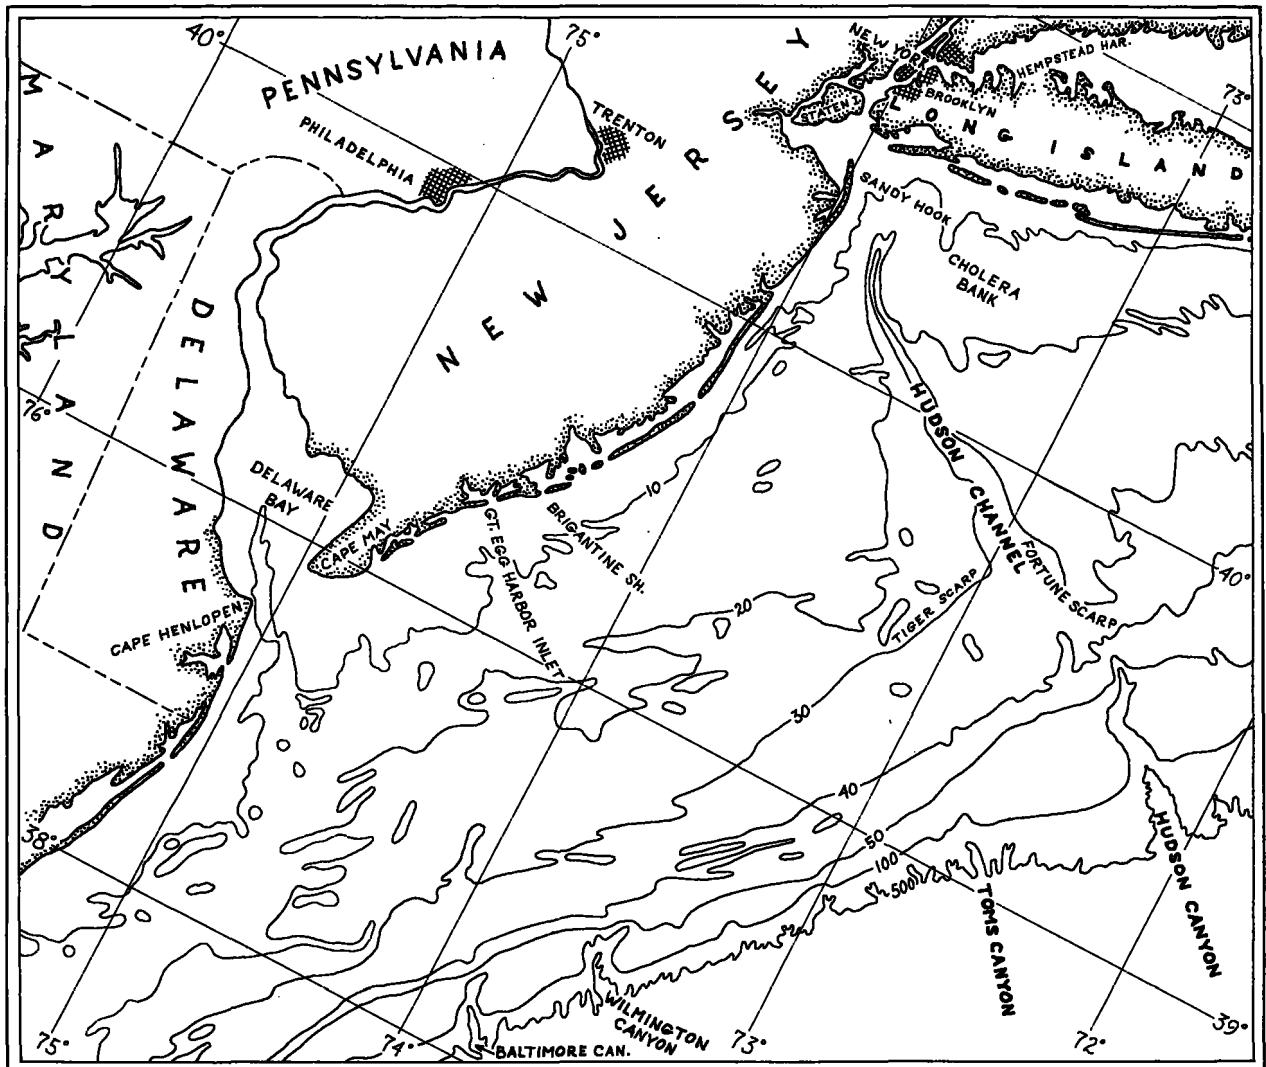 40°
75°
PENNSYLVANIA
NEW YORK
HEMPSTEAD HAR.
73°
MARYLAND
PHILADELPHIA
TRENTON
NEW JERSEY
STATEN I.
BROOKLYN
LONG ISLAND
SANDY HOOK
CHOLERA
BANK
DELAWARE
76°
HUDSON CHANNEL
DELAWARE
BAY
CAPE MAY
10
GT. EGG HARBOR INLET
BRIGANTINE SH.
FORTUNE SCARP
40°
TIGER SCARP
20
CAPE HENLOPEN
30
40
50
100
500
38°
HUDSON CANYON
TOMS CANYON
WILMINGTON
CANYON
BALTIMORE CAN.
75°
74°
73°
72°
39°